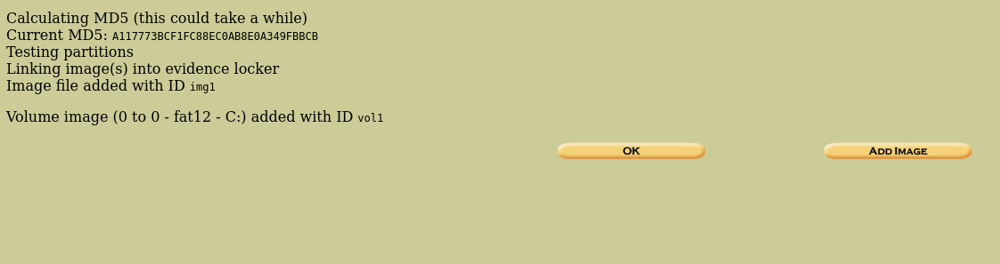 Calculating MD5 (this could take a while)
Current MD5: A117773BCF1FC88EC0AB8E0A349FBBCB
Testing partitions
Linking image(s) into evidence locker
Image file added with ID img1
Volume image (0 to 0 - fat12 - C:) added with ID vol1
OK
ADD IMAGE